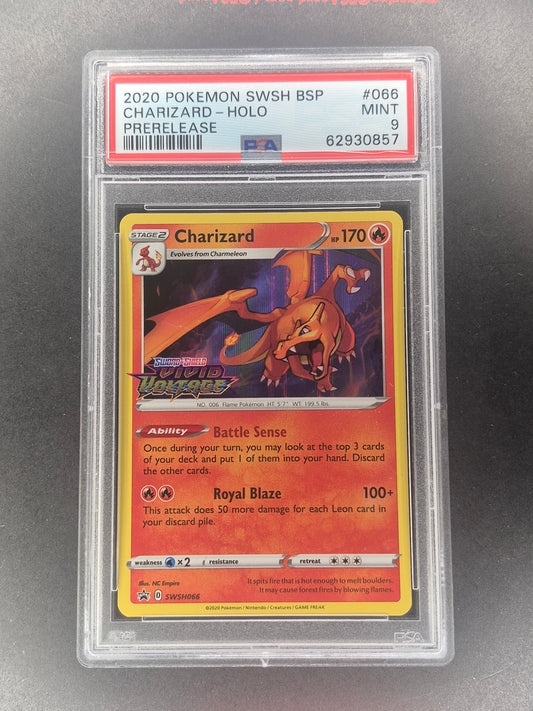 2020 POKEMON SWSH BSP #066
CHARIZARD – HOLO MINT
PRERELEASE 9
PSA 62930857
STAGE 2 Charizard HP 170
Evolves from Charmeleon
SWORD & SHIELD
VIVID
VOLTAGE
NO. 006 Flame Pokémon HT: 5'7" WT: 199.5 lbs.
Ability Battle Sense
Once during your turn, you may look at the top 3 cards
of your deck and put 1 of them into your hand. Discard
the other cards.
Royal Blaze 100+
This attack does 50 more damage for each Leon card in
your discard pile.
weakness ×2 resistance retreat
Illus. NC Empire
It spits fire that is hot enough to melt boulders.
It may cause forest fires by blowing flames.
D SWSH066
©2020 Pokémon / Nintendo / Creatures / GAME FREAK
PSA